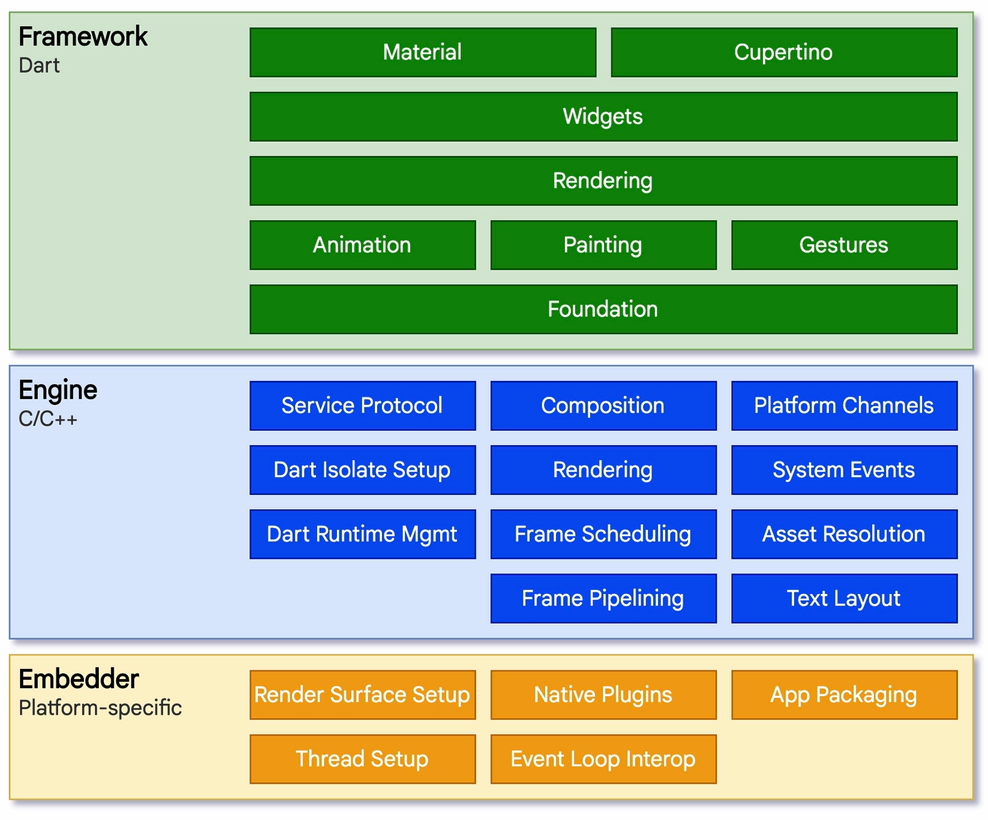 Framework
Dart
Material
Cupertino
Widgets
Rendering
Animation
Painting
Gestures
Foundation
Engine
C/C++
Service Protocol
Composition
Platform Channels
Dart Isolate Setup
Rendering
System Events
Dart Runtime Mgmt
Frame Scheduling
Asset Resolution
Frame Pipelining
Text Layout
Embedder
Platform-specific
Render Surface Setup
Native Plugins
App Packaging
Thread Setup
Event Loop Interop